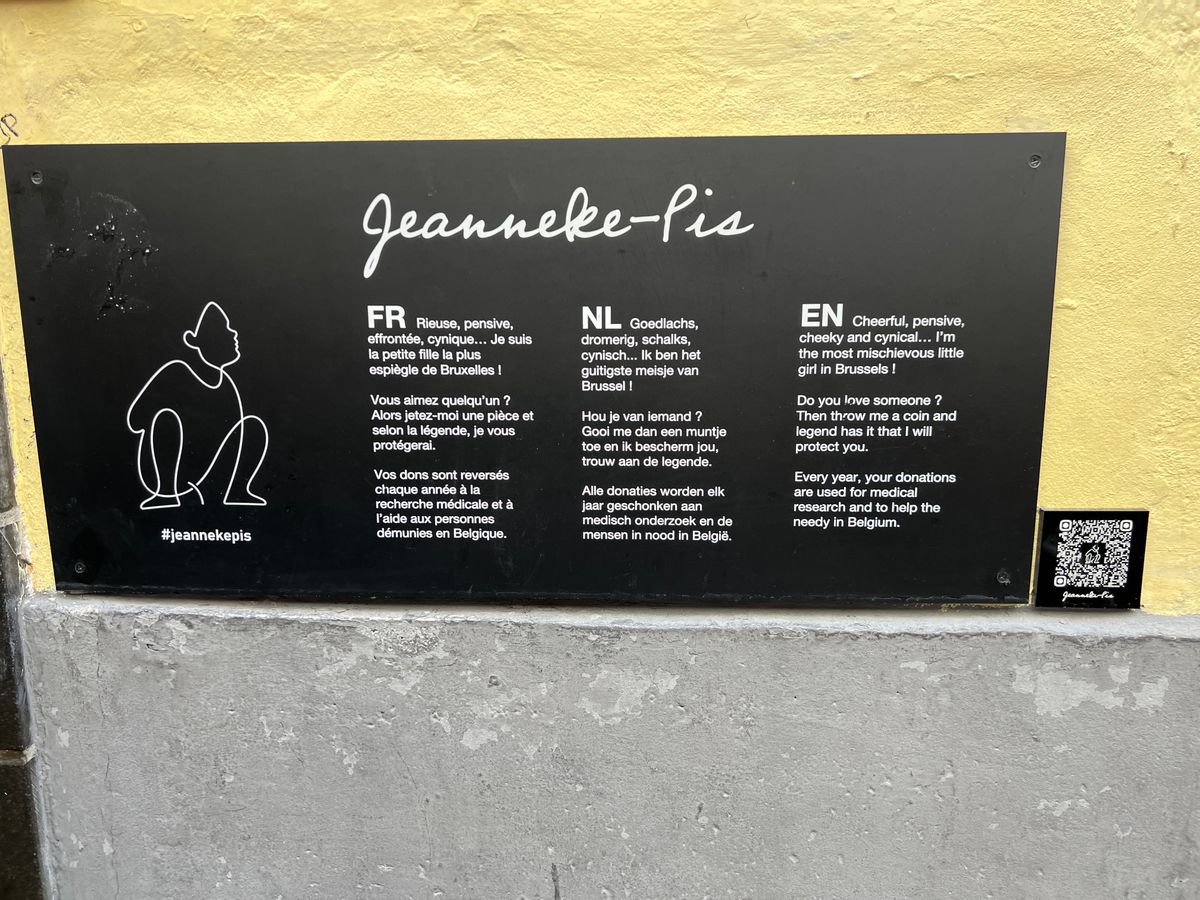 Jeanneke-Pis
FR Rieuse, pensive,
effrontée, cynique... Je suis
la petite fille la plus
espiègle de Bruxelles !
Vous aimez quelqu'un ?
Alors jetez-moi une pièce et
selon la légende, je vous
protégerai.
Vos dons sont reversés
chaque année à la
recherche médicale et à
l'aide aux personnes
démunies en Belgique.
NL Goedlachs,
dromerig, schalks,
cynisch... Ik ben het
guitigste meisje van
Brussel !
Hou je van iemand ?
Gooi me dan een muntje
toe en ik bescherm jou,
trouw aan de legende.
Alle donaties worden elk
jaar geschonken aan
medisch onderzoek en de
mensen in nood in België.
EN Cheerful, pensive,
cheeky and cynical... I'm
the most mischievous little
girl in Brussels !
Do you love someone ?
Then throw me a coin and
legend has it that I will
protect you.
Every year, your donations
are used for medical
research and to help the
needy in Belgium.
#jeannekepis
Jeanneke-Pis